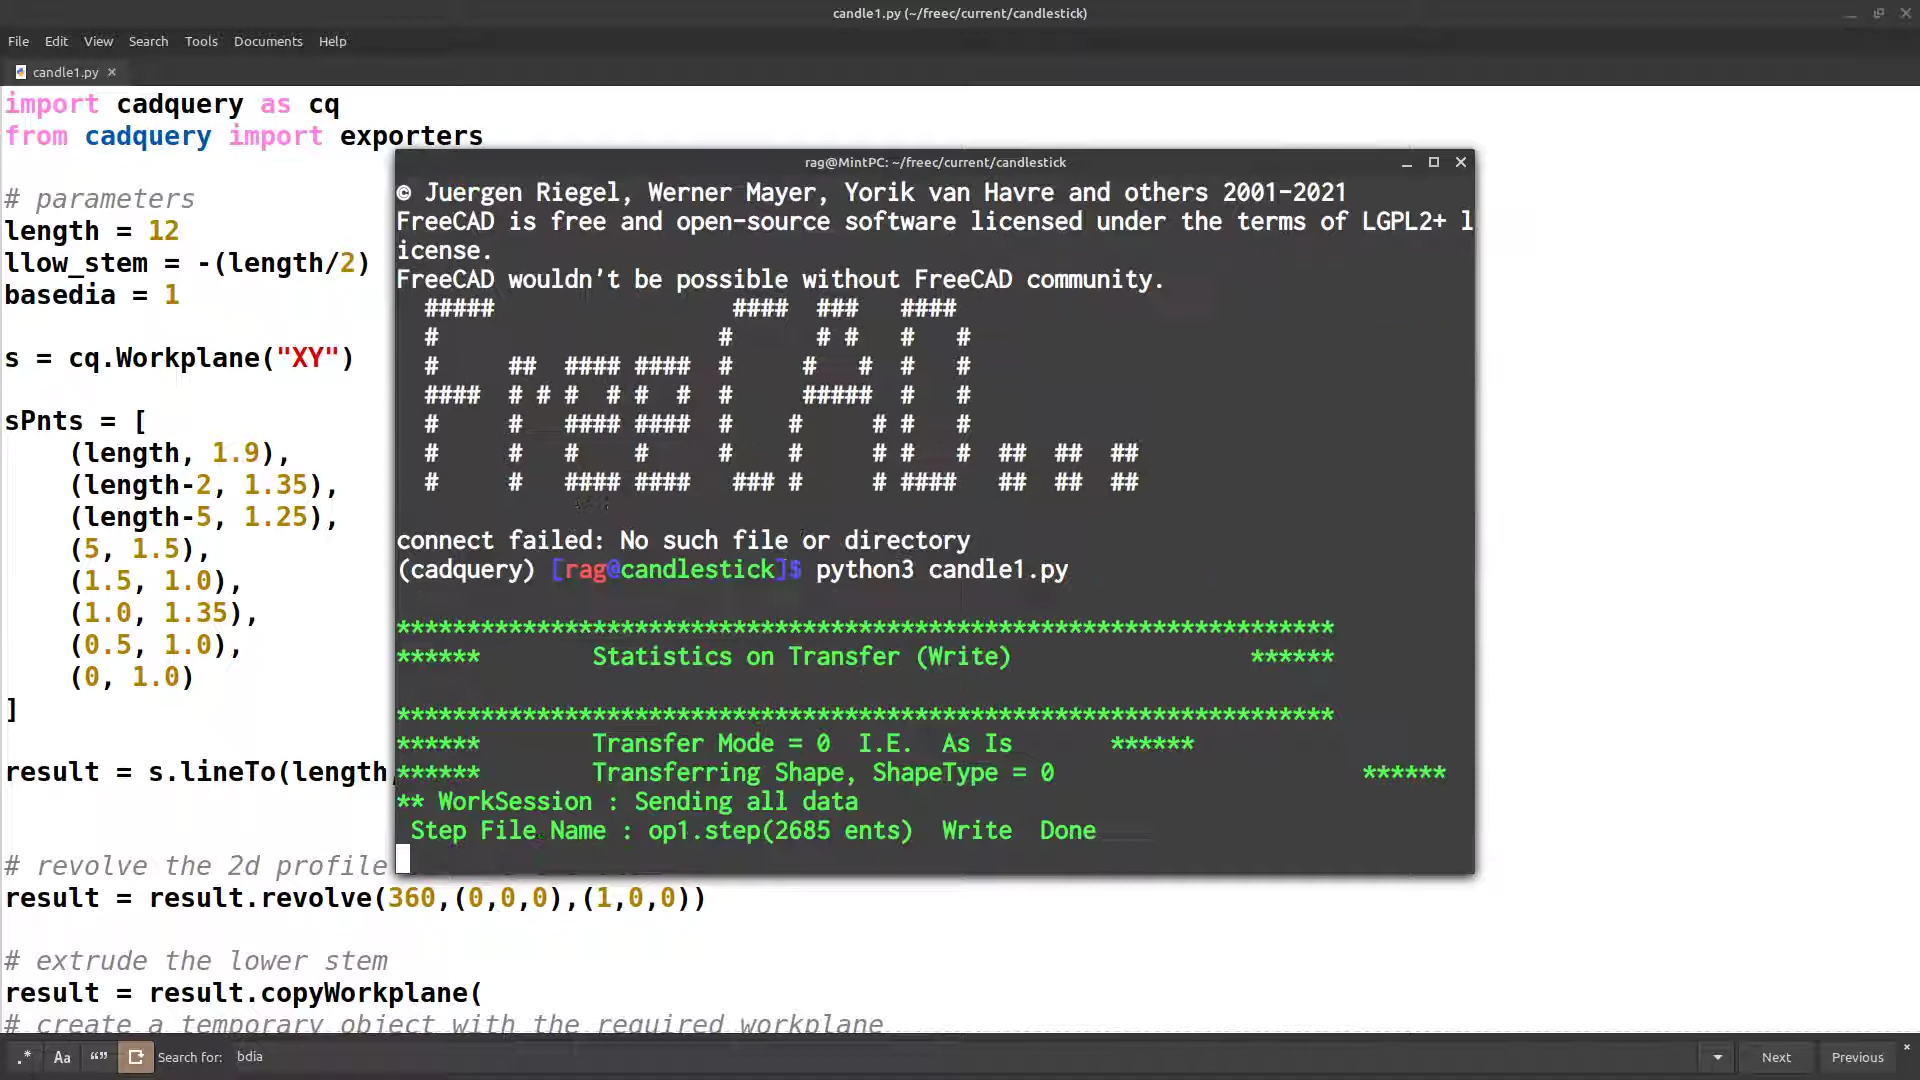 candle1.py (~/freec/current/candlestick)
File Edit View Search Tools Documents Help
candle1.py
import cadquery as cq
from cadquery import exporters
# parameters
length = 12
llow_stem = -(length/2)
basedia = 1
s = cq.Workplane("XY")
sPnts = [
(length, 1.9),
(length-2, 1.35),
(length-5, 1.25),
(5, 1.5),
(1.5, 1.0),
(1.0, 1.35),
(0.5, 1.0),
(0, 1.0)
]
result = s.lineTo(length
# revolve the 2d profile
result = result.revolve(360,(0,0,0),(1,0,0))
# extrude the lower stem
result = result.copyWorkplane(
# create a temporary object with the required workplane
rag@MintPC: ~/freec/current/candlestick
© Juergen Riegel, Werner Mayer, Yorik van Havre and others 2001-2021
FreeCAD is free and open-source software licensed under the terms of LGPL2+ l
icense.
FreeCAD wouldn't be possible without FreeCAD community.
  #####                 ####  ###   ####
  #                    #      # #   #   #
  #     ##  #### ####  #     #   #  #   #
  ####  # # #  # #  #  #     #####  #   #
  #     #   #### ####  #    #     # #   #
  #     #   #    #     #    #     # #   #  ##  ##  ##
  #     #   #### ####   ### #     # ####   ##  ##  ##
connect failed: No such file or directory
(cadquery) [rag@candlestick]$ python3 candle1.py
*******************************************************************
******        Statistics on Transfer (Write)                 ******
*******************************************************************
******        Transfer Mode = 0  I.E.  As Is       ******
******        Transferring Shape, ShapeType = 0                      ******
** WorkSession : Sending all data
Step File Name : op1.step(2685 ents)  Write  Done
.* Aa “” Search for: bdia Next Previous